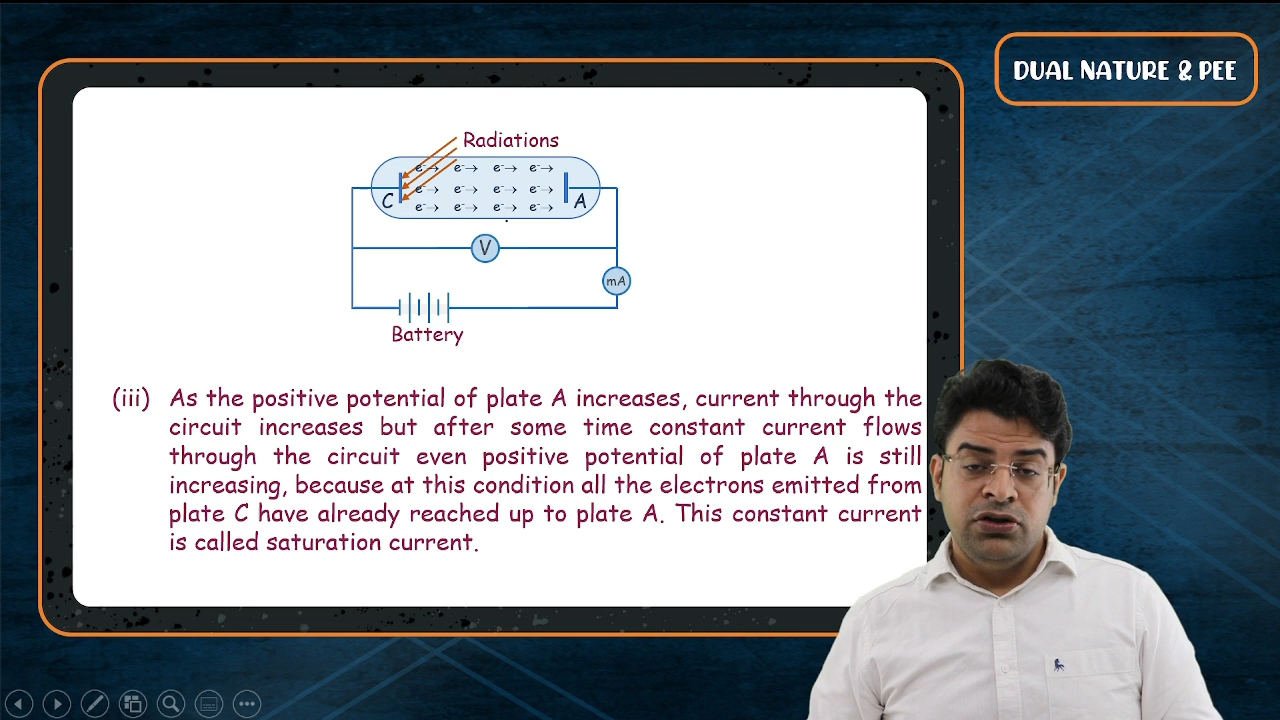 DUAL NATURE & PEE
Radiations
e⁻→ e⁻→ e⁻→ e⁻→
e⁻→ e⁻→ e⁻→ e⁻→
C A
e⁻→ e⁻→ e⁻→ e⁻→
V
mA
Battery
(iii) As the positive potential of plate A increases, current through the
circuit increases but after some time constant current flows
through the circuit even positive potential of plate A is still
increasing, because at this condition all the electrons emitted from
plate C have already reached up to plate A. This constant current
is called saturation current.